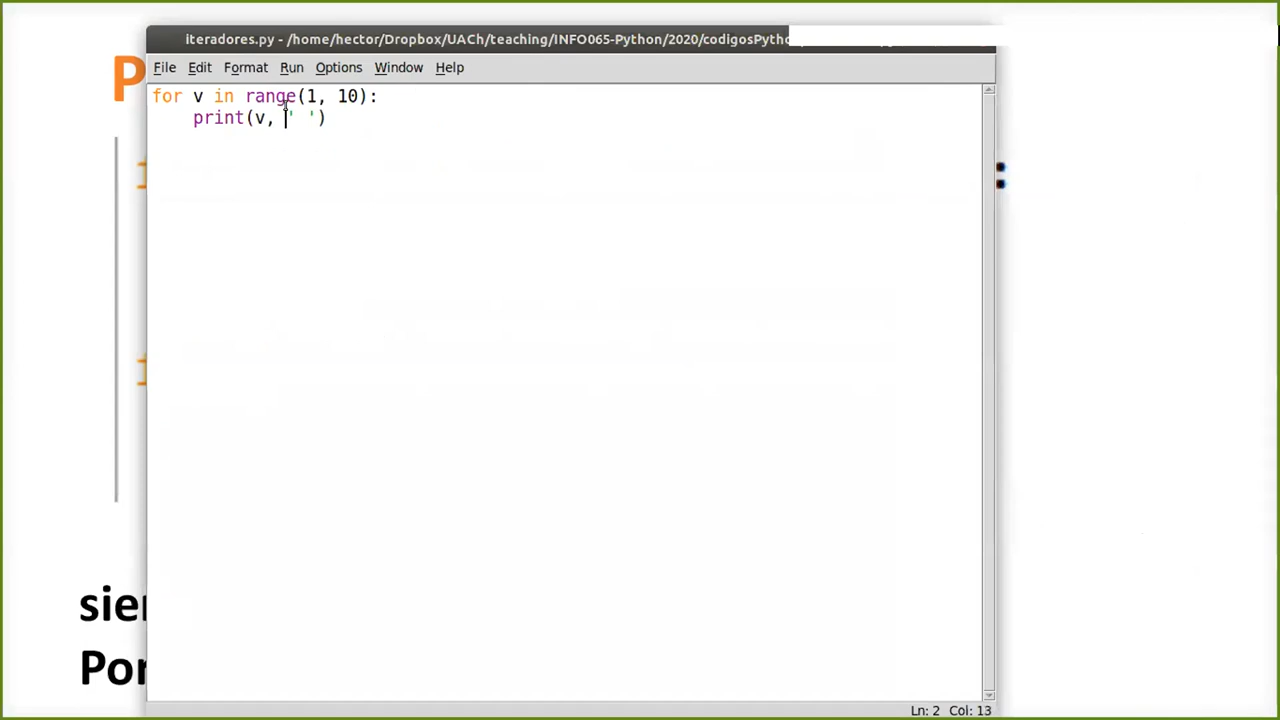 iteradores.py - /home/hector/Dropbox/UACh/teaching/INFO065-Python/2020/codigosPytho
File Edit Format Run Options Window Help
P
for v in range(1, 10):
    print(v, ' ')
:
sien
Por
Ln: 2 Col: 13